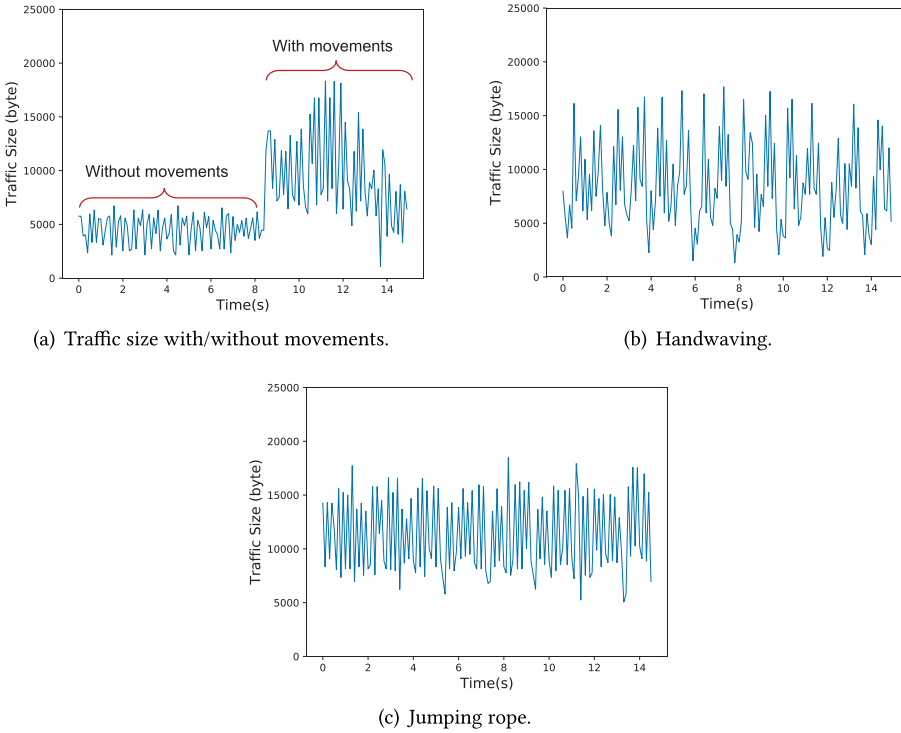 25000
20000
15000
10000
5000
0
Traffic Size (byte)
With movements
Without movements
0 2 4 6 8 10 12 14
Time(s)
(a) Traffic size with/without movements.
25000
20000
15000
10000
5000
0
Traffic Size (byte)
0 2 4 6 8 10 12 14
Time(s)
(b) Handwaving.
25000
20000
15000
10000
5000
0
Traffic Size (byte)
0 2 4 6 8 10 12 14
Time(s)
(c) Jumping rope.